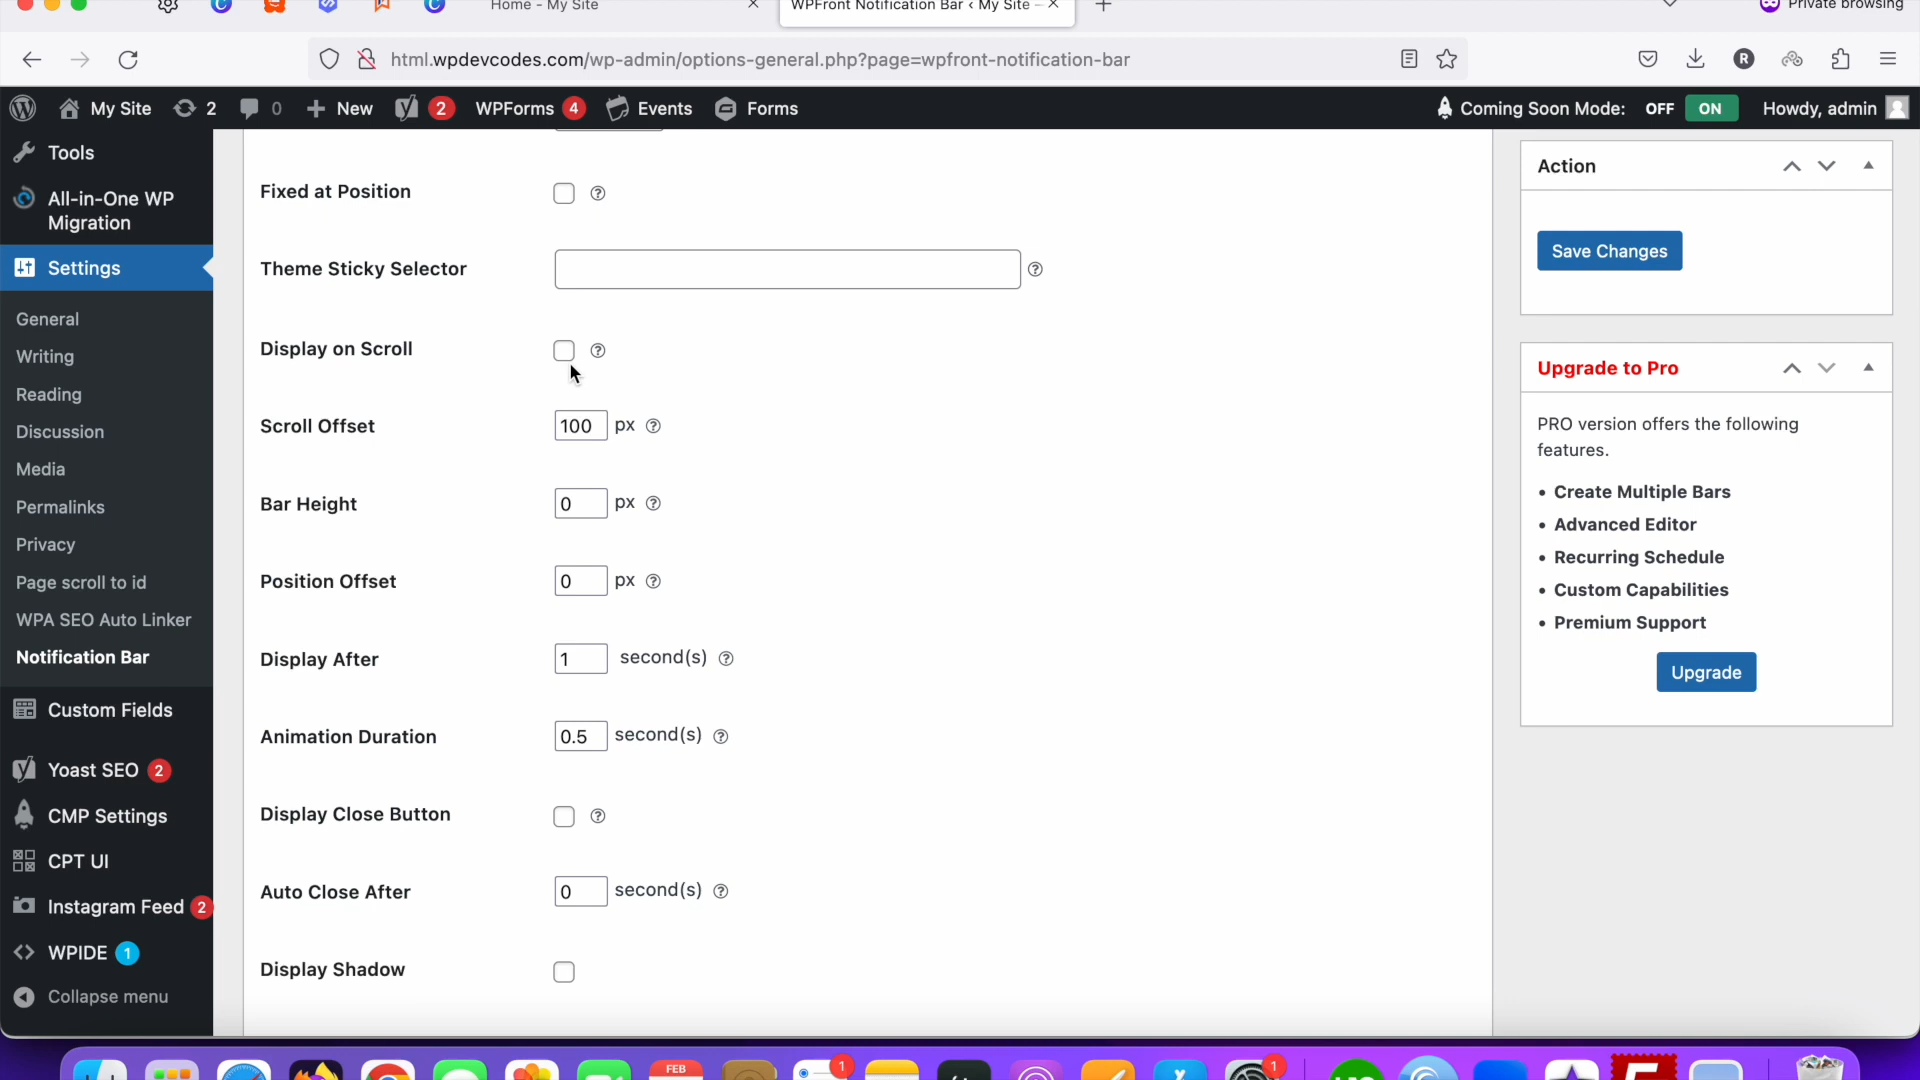 Home - My Site
WPFront Notification Bar ‹ My Site –
Private browsing
html.wpdevcodes.com/wp-admin/options-general.php?page=wpfront-notification-bar
R
My Site
2
0
New
2
WPForms 4
Events
Forms
Coming Soon Mode: OFF ON
Howdy, admin
Tools
All-in-One WP
Migration
Settings
General
Writing
Reading
Discussion
Media
Permalinks
Privacy
Page scroll to id
WPA SEO Auto Linker
Notification Bar
Custom Fields
Yoast SEO 2
CMP Settings
CPT UI
Instagram Feed 2
WPIDE 1
Collapse menu
Fixed at Position
Theme Sticky Selector
Display on Scroll
Scroll Offset 100 px
Bar Height 0 px
Position Offset 0 px
Display After 1 second(s)
Animation Duration 0.5 second(s)
Display Close Button
Auto Close After 0 second(s)
Display Shadow
Action
Save Changes
Upgrade to Pro
PRO version offers the following
features.
• Create Multiple Bars
• Advanced Editor
• Recurring Schedule
• Custom Capabilities
• Premium Support
Upgrade
FEB
1
1